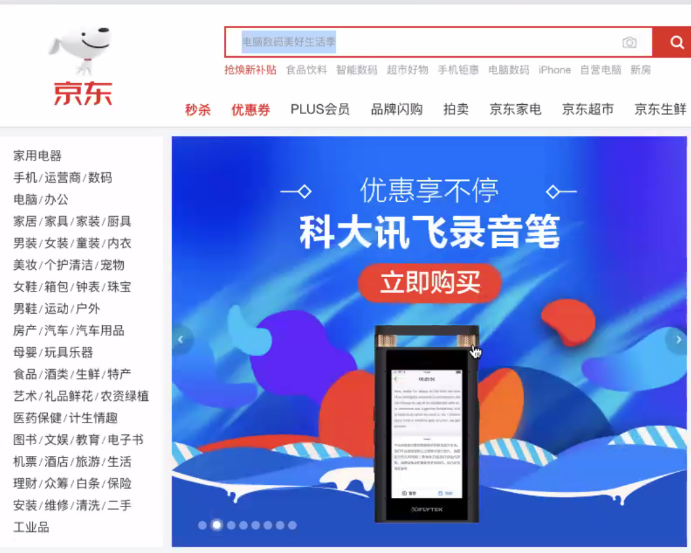 京东
电脑数码美好生活季
抢焕新补贴 食品饮料 智能数码 超市好物 手机钜惠 电脑数码 iPhone 自营电脑 新房
秒杀 优惠券 PLUS会员 品牌闪购 拍卖 京东家电 京东超市 京东生鲜
家用电器
手机/运营商/数码
电脑/办公
家居/家具/家装/厨具
男装/女装/童装/内衣
美妆/个护清洁/宠物
女鞋/箱包/钟表/珠宝
男鞋/运动/户外
房产/汽车/汽车用品
母婴/玩具乐器
食品/酒类/生鲜/特产
艺术/礼品鲜花/农资绿植
医药保健/计生情趣
图书/文娱/教育/电子书
机票/酒店/旅游/生活
理财/众筹/白条/保险
安装/维修/清洗/二手
工业品
优惠享不停
科大讯飞录音笔
立即购买
iFLYTEK